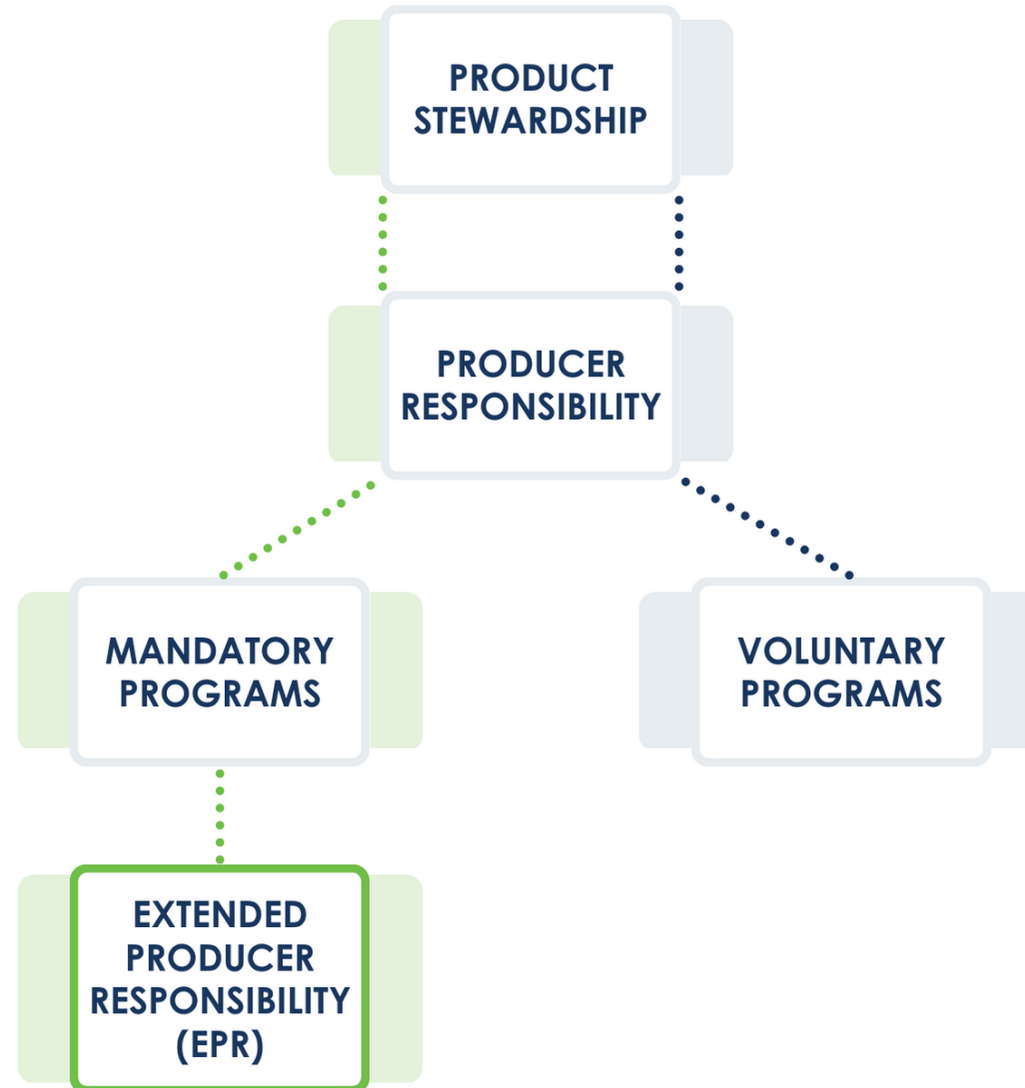 PRODUCT
STEWARDSHIP
PRODUCER
RESPONSIBILITY
MANDATORY
PROGRAMS
VOLUNTARY
PROGRAMS
EXTENDED
PRODUCER
RESPONSIBILITY
(EPR)